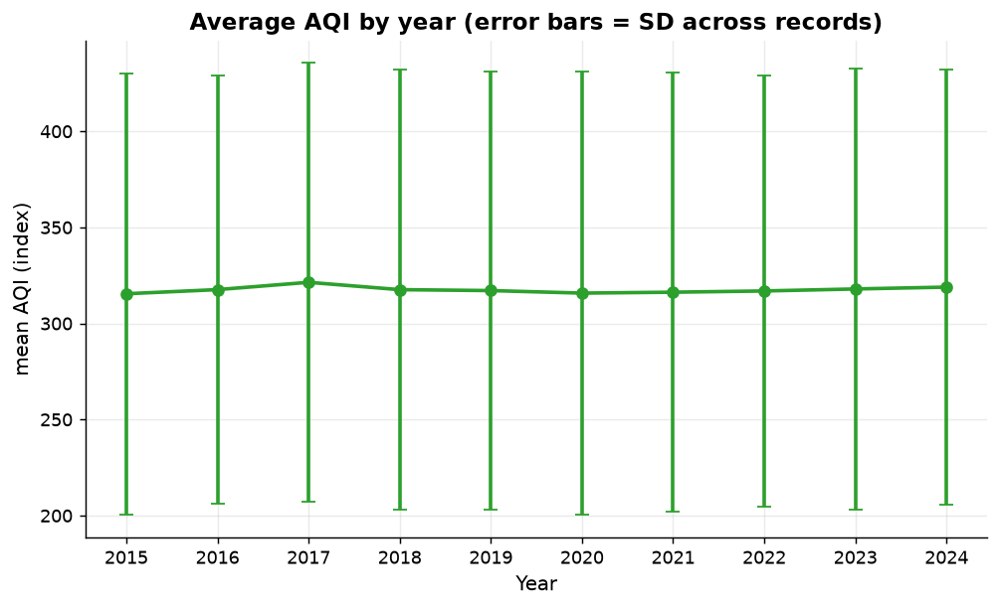 Average AQI by year (error bars = SD across records)
mean AQI (index)
400
350
300
250
200
2015 2016 2017 2018 2019 2020 2021 2022 2023 2024
Year